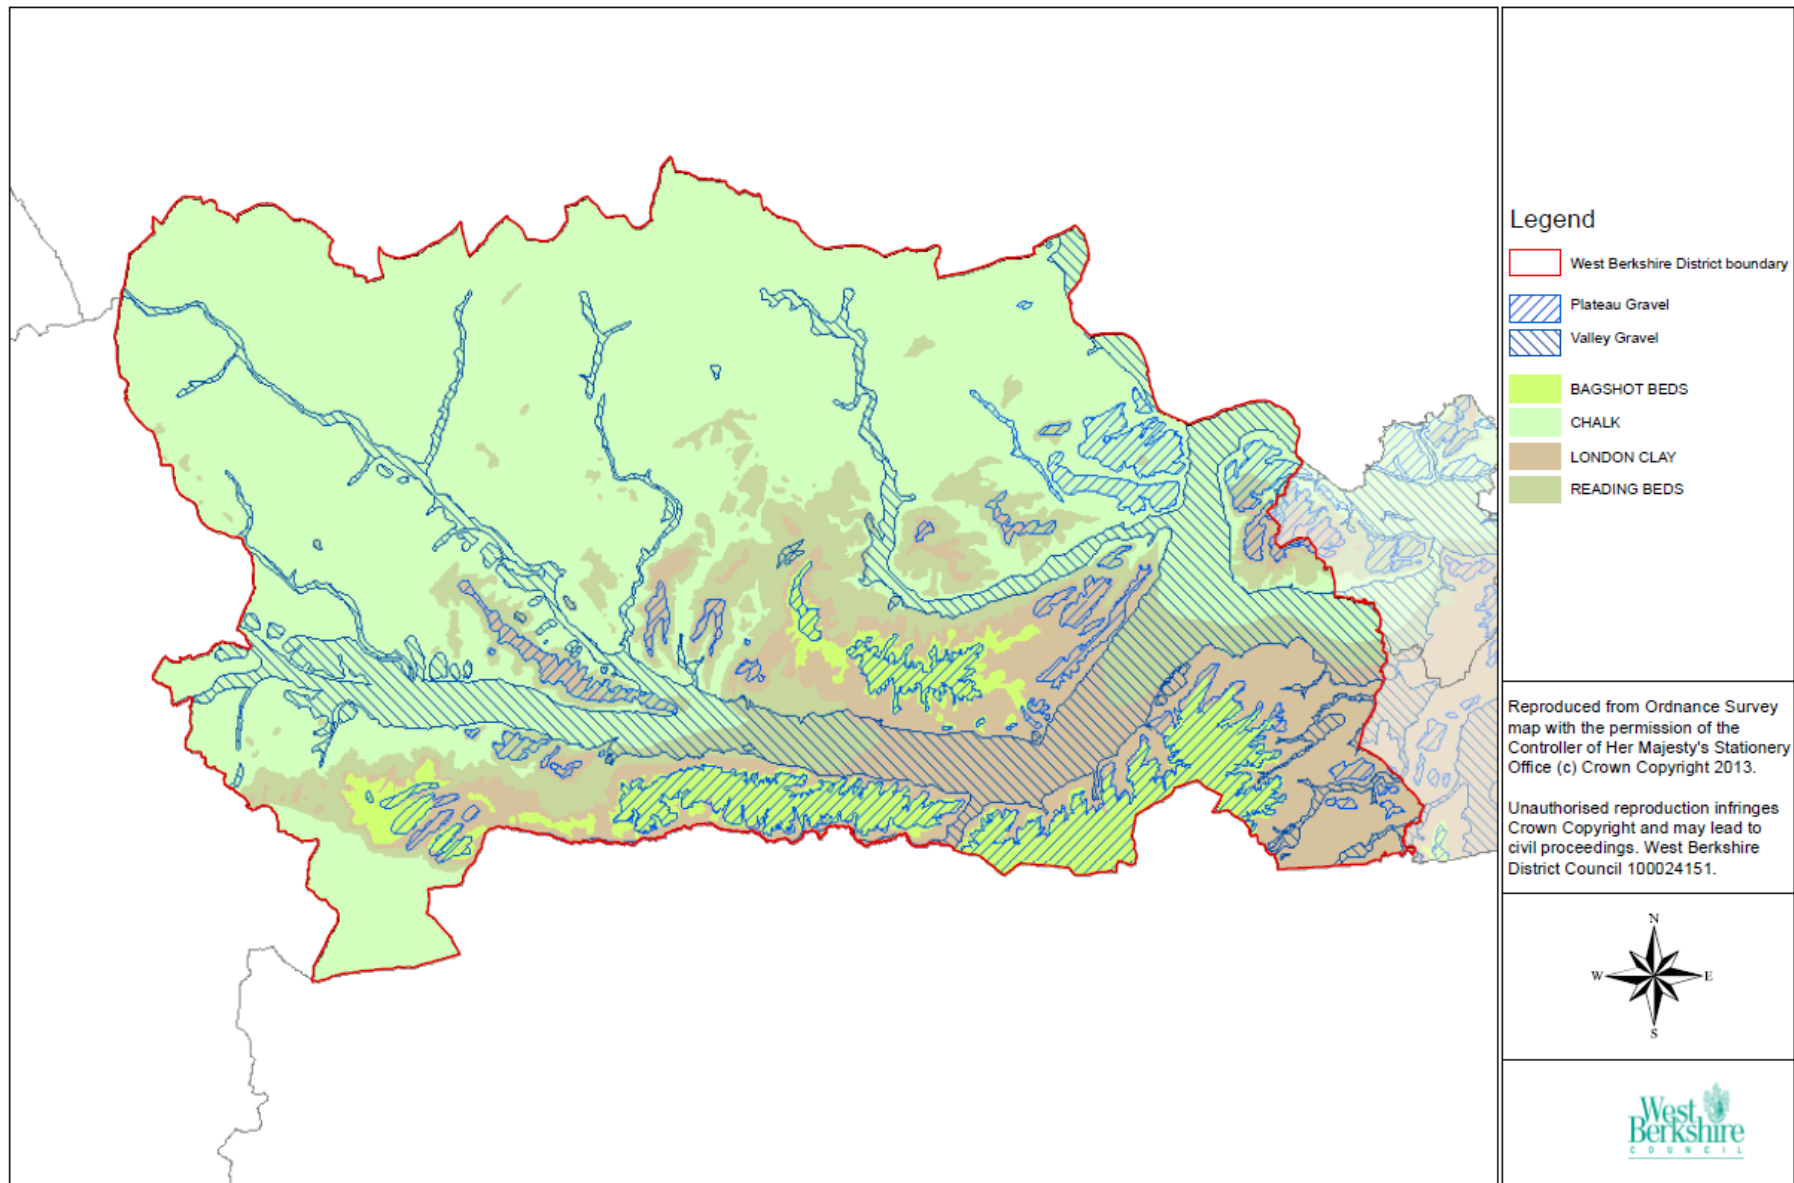 Legend
West Berkshire District boundary
Plateau Gravel
Valley Gravel
BAGSHOT BEDS
CHALK
LONDON CLAY
READING BEDS
Reproduced from Ordnance Survey
map with the permission of the
Controller of Her Majesty's Stationery
Office (c) Crown Copyright 2013.
Unauthorised reproduction infringes
Crown Copyright and may lead to
civil proceedings. West Berkshire
District Council 100024151.
N
W E
S
West
Berkshire
COUNCIL